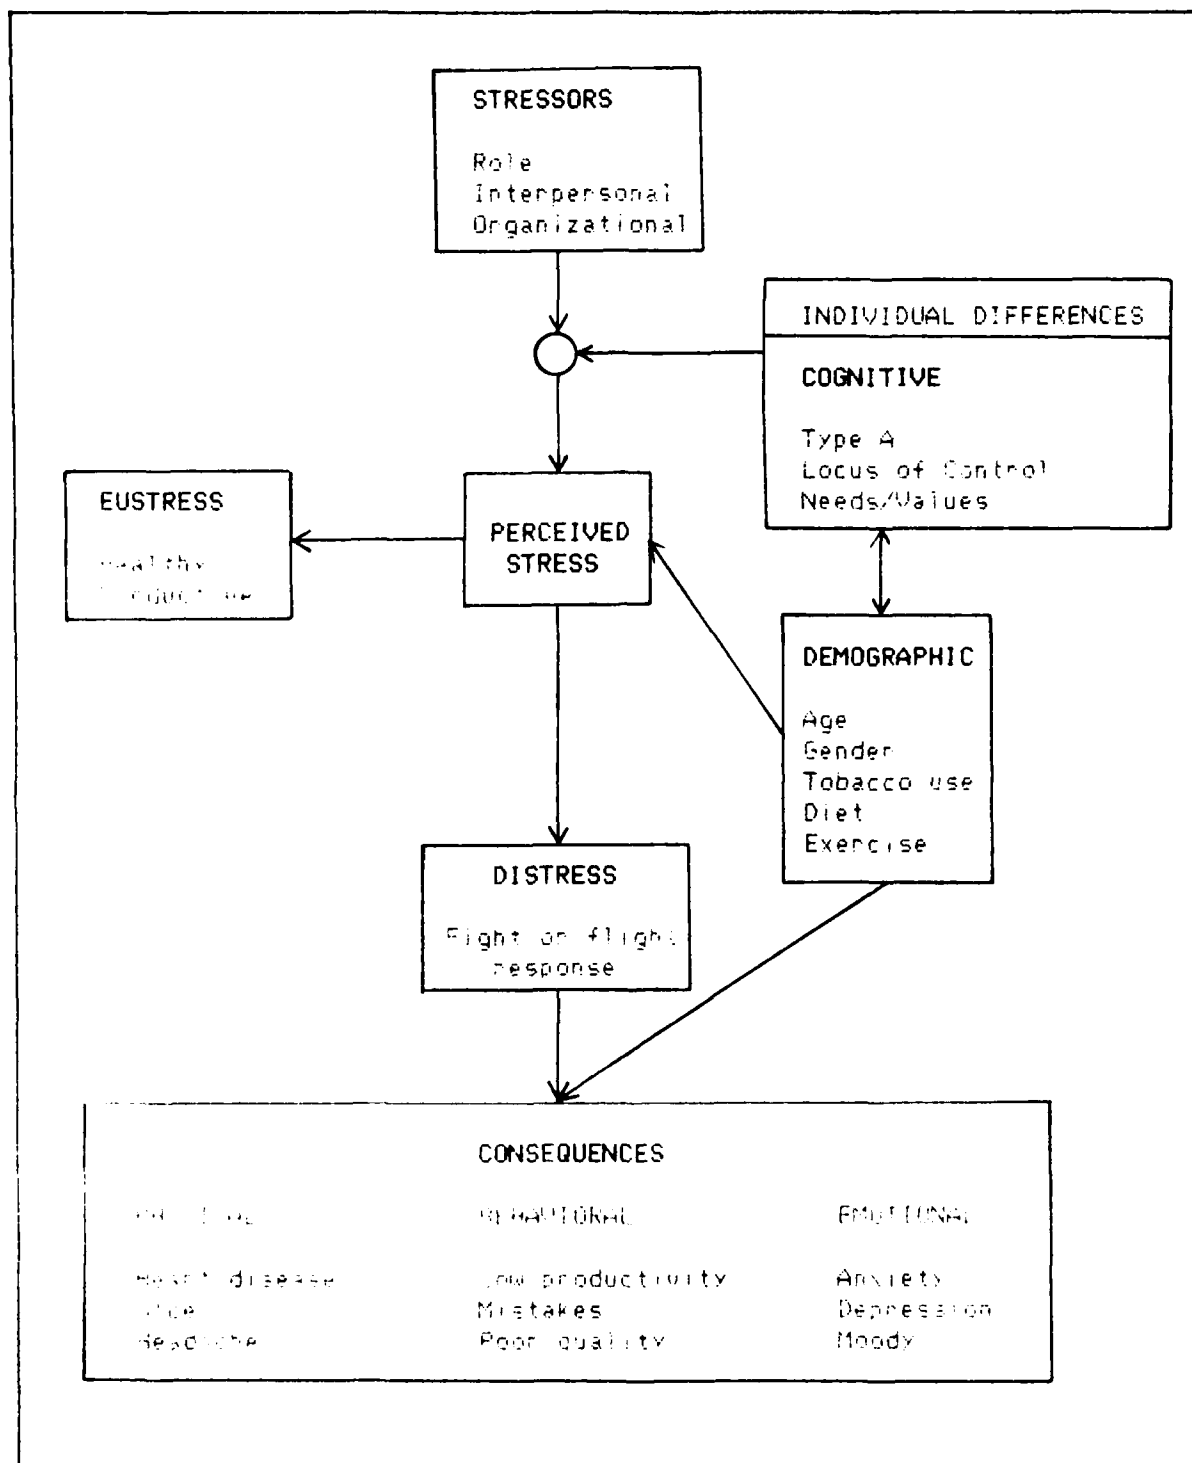 STRESSORS
Role
Interpersonal
Organizational
INDIVIDUAL DIFFERENCES
COGNITIVE
Type A
Locus of Control
Needs/Values
EUSTRESS
Healthy
PERCEIVED
STRESS
DEMOGRAPHIC
Age
Gender
Tobacco use
Diet
Exercise
DISTRESS
Fight or flight
response
CONSEQUENCES
BEHAVIORAL
EMOTIONAL
Heart disease
Low productivity
Anxiety
Mistakes
Depression
Headache
Poor quality
Moody